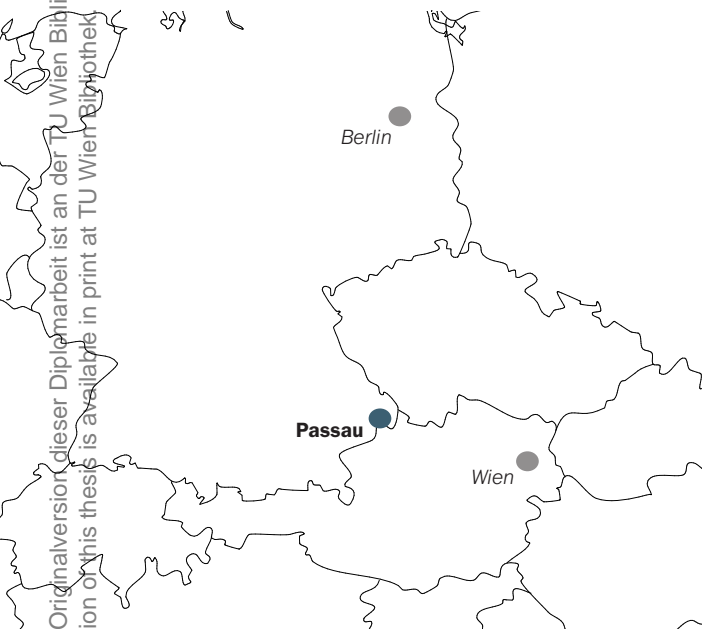 Berlin
Passau
Wien
Originalversion dieser Diplomarbeit ist an der TU Wien Bibli
ion of this thesis is available in print at TU Wien Bibliothek.